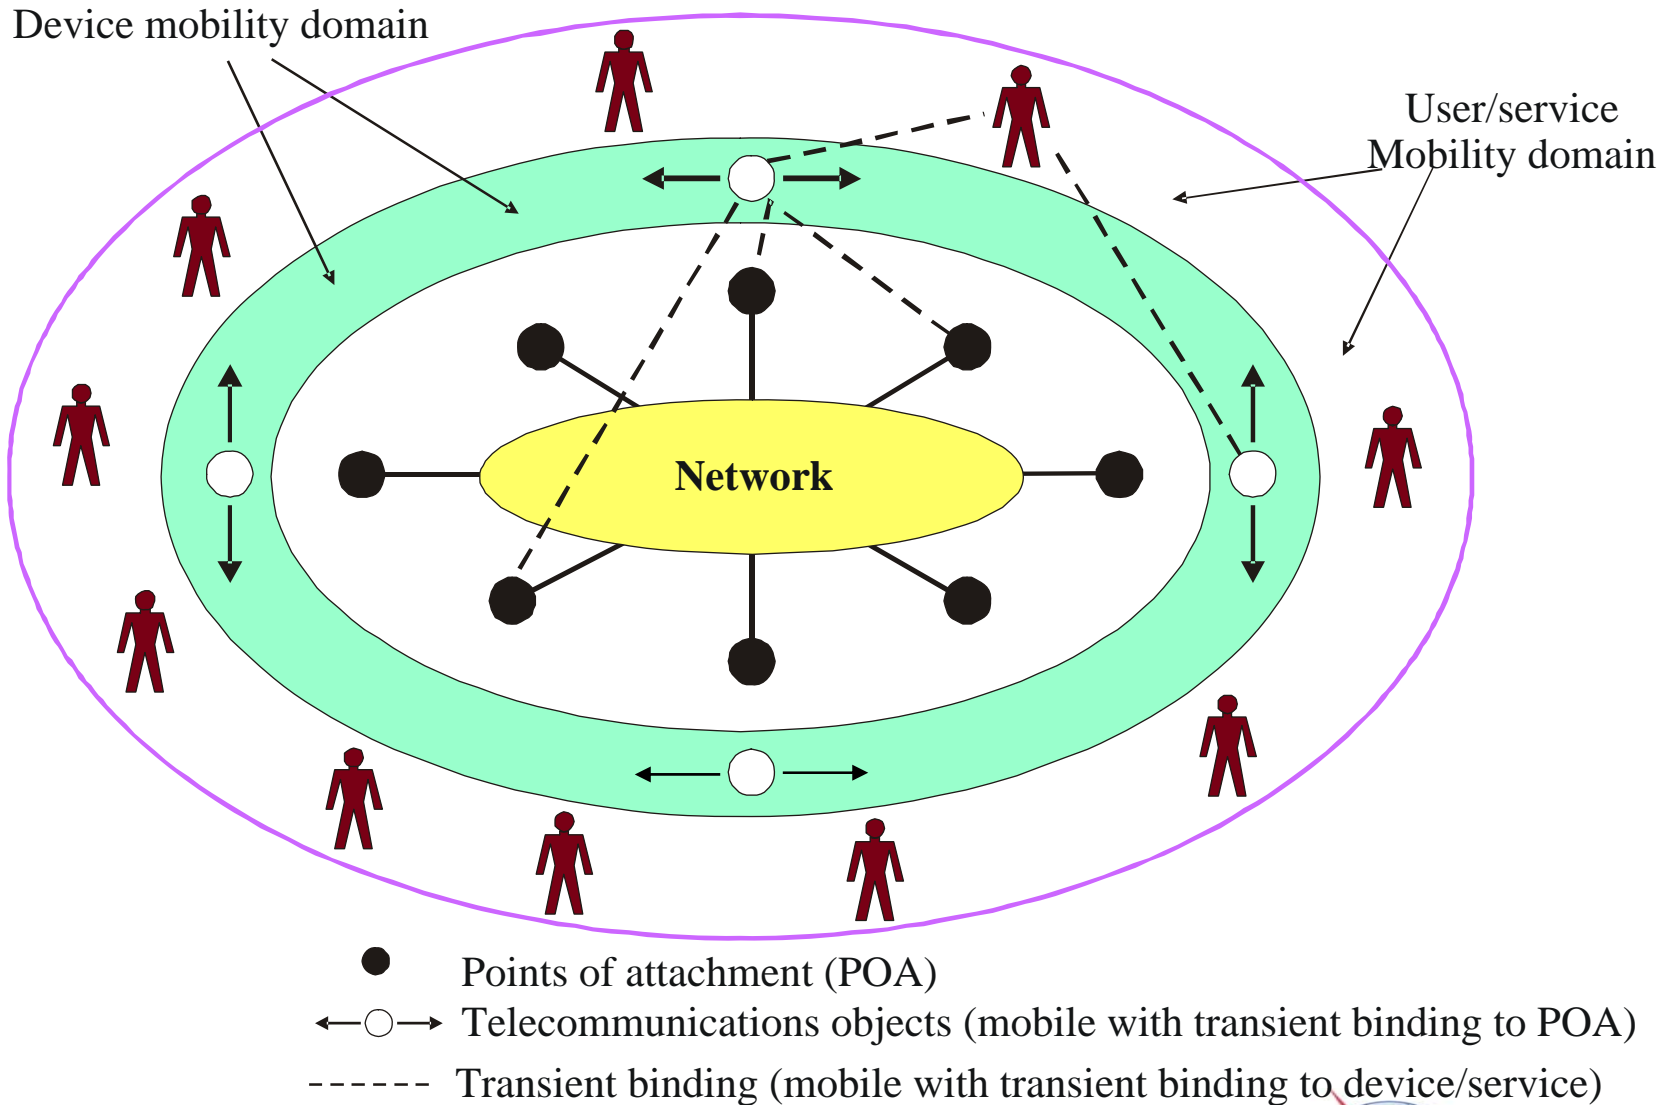 Device mobility domain
User/service
Mobility domain
Network
Points of attachment (POA)
Telecommunications objects (mobile with transient binding to POA)
Transient binding (mobile with transient binding to device/service)